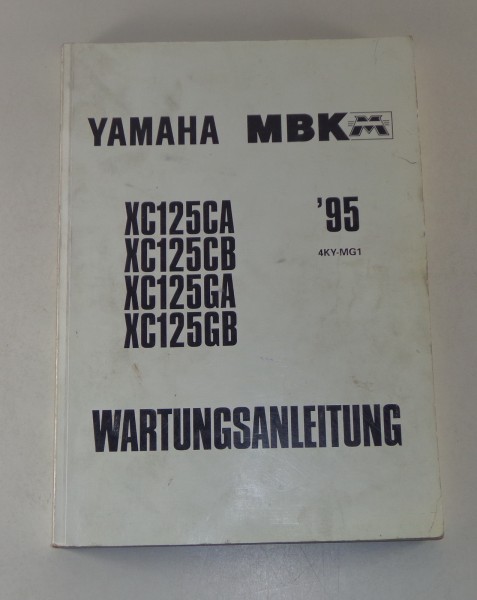 YAMAHA MBK
XC125CA '95
XC125CB 4KY-MG1
XC125GA
XC125GB
WARTUNGSANLEITUNG